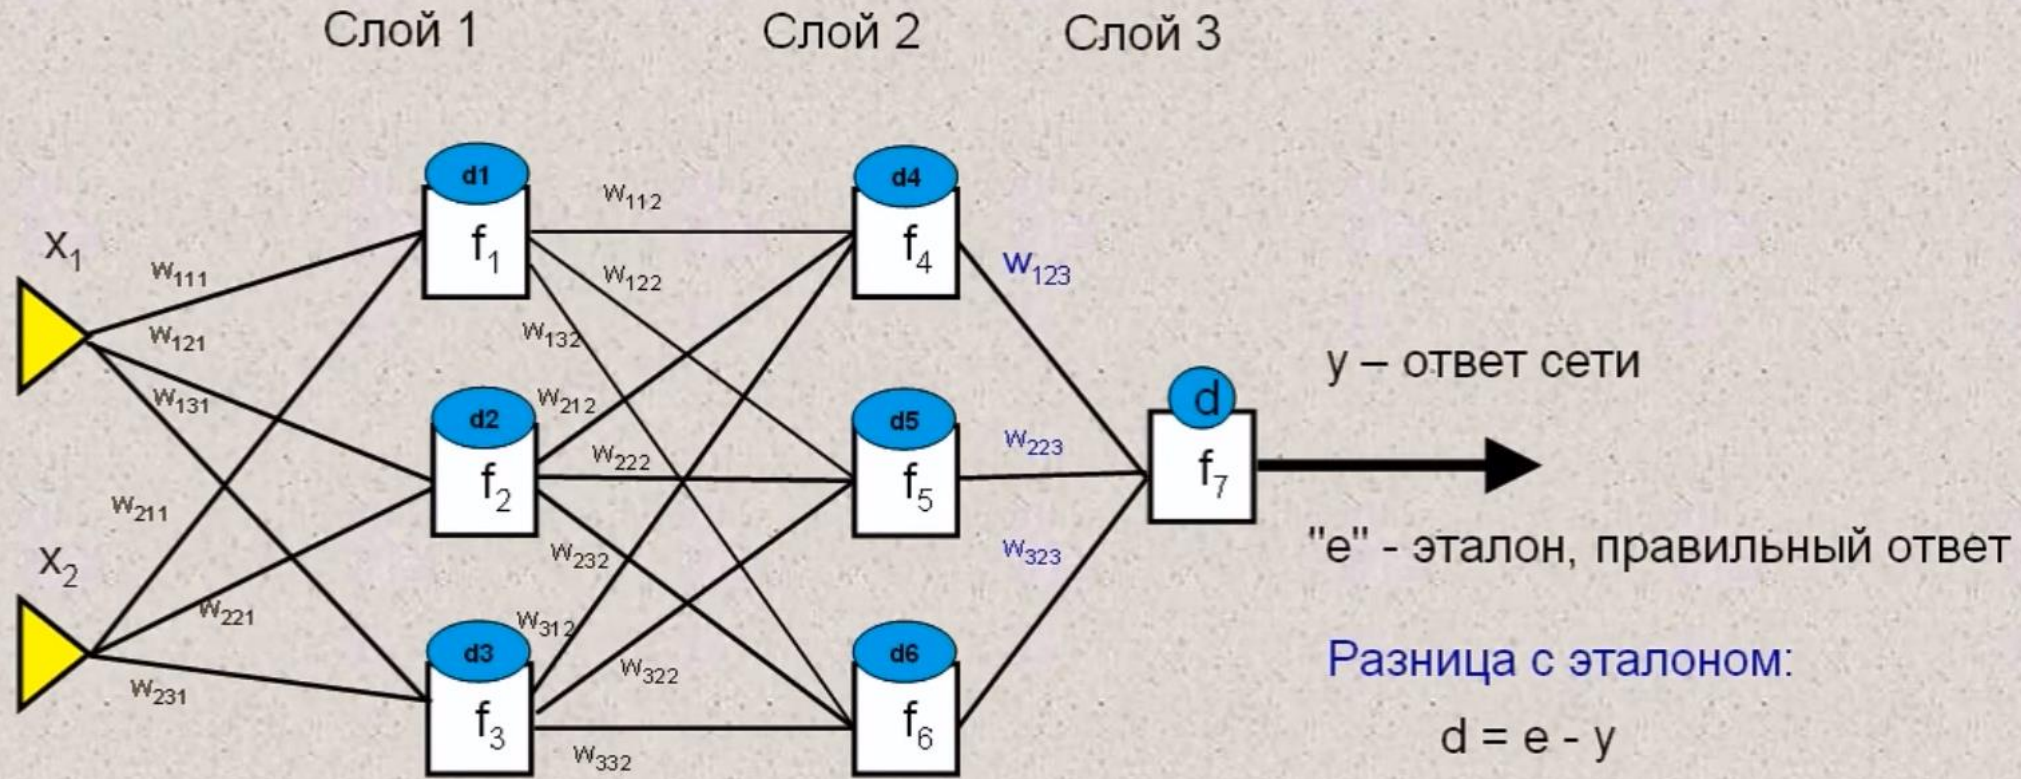 Слой 1
Слой 2
Слой 3
x₁
x₂
w₁₁₁
w₁₂₁
w₁₃₁
w₂₁₁
w₂₂₁
w₂₃₁
d1
f₁
d2
f₂
d3
f₃
w₁₁₂
w₁₂₂
w₁₃₂
w₂₁₂
w₂₂₂
w₂₃₂
w₃₁₂
w₃₂₂
w₃₃₂
d4
f₄
d5
f₅
d6
f₆
w₁₂₃
w₂₂₃
w₃₂₃
d
f₇
y – ответ сети
"e" - эталон, правильный ответ
Разница с эталоном:
d = e - y